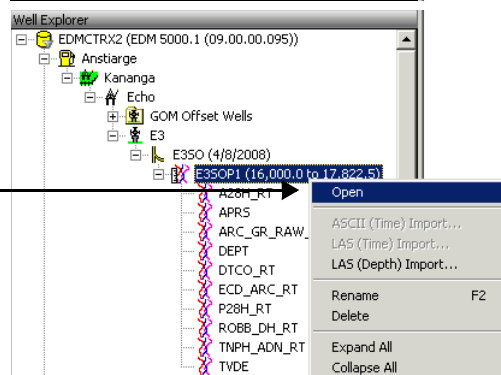 Well Explorer
EDMCTRX2 (EDM 5000.1 (09.00.00.095))
Anstiarge
Kananga
Echo
GOM Offset Wells
E3
E3SO (4/8/2008)
E3SOP1 (16,000.0 to 17,822.5)
A28H_RT
APRS
ARC_GR_RAW_
DEPT
DTCO_RT
ECD_ARC_RT
P28H_RT
ROBB_DH_RT
TNPH_ADN_RT
TVDE
Open
ASCII (Time) Import...
LAS (Time) Import...
LAS (Depth) Import...
Rename F2
Delete
Expand All
Collapse All